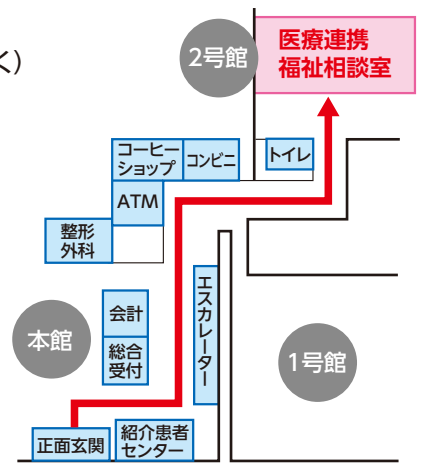 く)
2号館
医療連携
福祉相談室
コーヒー
ショップ
コンビニ
トイレ
ATM
整形
外科
エスカレーター
会計
本館
総合
受付
1号館
正面玄関
紹介患者
センター